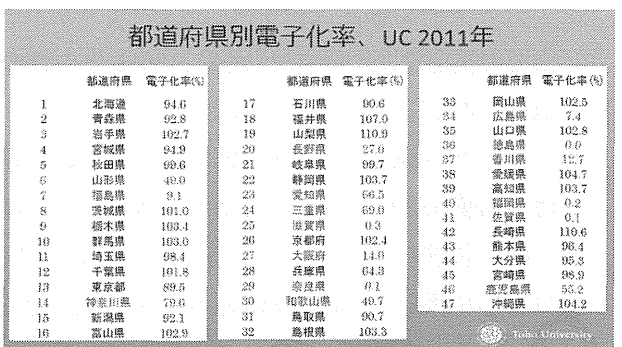 都道府県別電子化率、UC 2011年
都道府県 電子化率(%)
1 北海道 94.6
2 青森県 92.8
3 岩手県 102.7
4 宮城県 94.9
5 秋田県 99.6
6 山形県 49.0
7 福島県 9.1
8 茨城県 101.0
9 栃木県 103.4
10 群馬県 103.0
11 埼玉県 98.4
12 千葉県 101.8
13 東京都 89.5
14 神奈川県 79.6
15 新潟県 92.1
16 富山県 102.9
都道府県 電子化率(%)
17 石川県 90.6
18 福井県 107.0
19 山梨県 110.9
20 長野県 27.0
21 岐阜県 99.7
22 静岡県 103.7
23 愛知県 66.5
24 三重県 69.0
25 滋賀県 0.3
26 京都府 102.4
27 大阪府 14.0
28 兵庫県 64.3
29 奈良県 0.1
30 和歌山県 49.7
31 鳥取県 90.7
32 島根県 103.3
都道府県 電子化率(%)
33 岡山県 102.5
34 広島県 7.4
35 山口県 102.8
36 徳島県 0.0
37 香川県 12.7
38 愛媛県 104.7
39 高知県 103.7
40 福岡県 0.2
41 佐賀県 0.1
42 長崎県 110.6
43 熊本県 96.4
44 大分県 95.3
45 宮崎県 98.9
46 鹿児島県 55.2
47 沖縄県 104.2
Toho University